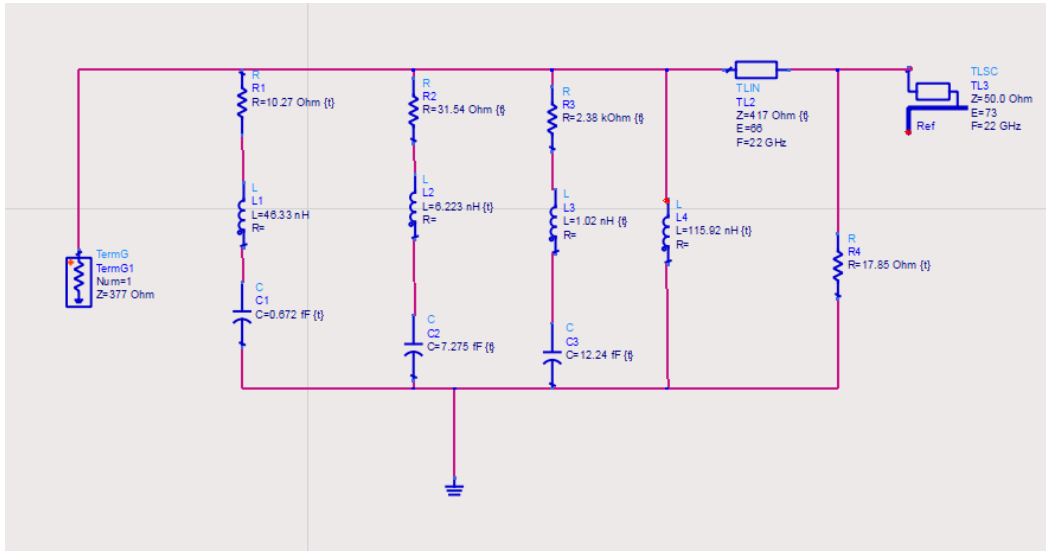 TermG
TermG1
Num=1
Z=377 Ohm
R
R1
R=10.27 Ohm {t}
L
L1
L=46.33 nH
R=
C
C1
C=0.672 fF {t}
R
R2
R=31.54 Ohm {t}
L
L2
L=6.223 nH {t}
R=
C
C2
C=7.275 fF {t}
R
R3
R=2.38 kOhm {t}
L
L3
L=1.02 nH {t}
R=
C
C3
C=12.24 fF {t}
L
L4
L=115.92 nH {t}
R=
TLIN
TL2
Z=417 Ohm {t}
E=66
F=22 GHz
R
R4
R=17.85 Ohm {t}
TLSC
TL3
Z=50.0 Ohm
E=73
F=22 GHz
Ref